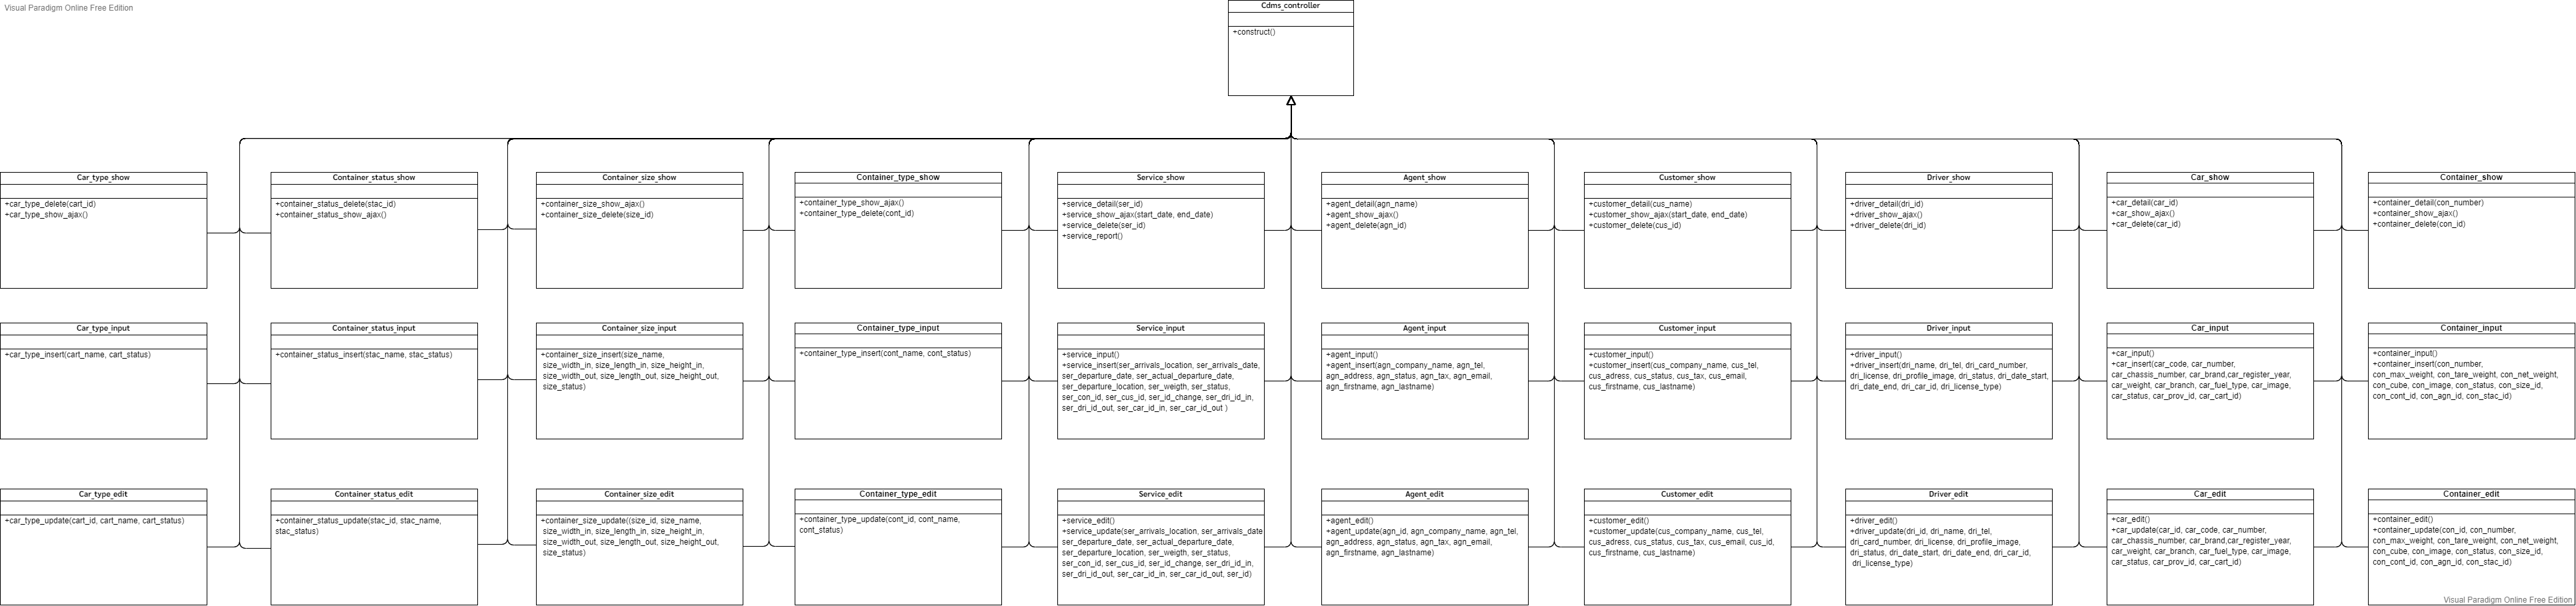 Visual Paradigm Online Free Edition
Cdms_controller
+construct()
Car_type_show
+car_type_delete(cart_id)
+car_type_show_ajax()
Container_status_show
+container_status_delete(stac_id)
+container_status_show_ajax()
Container_size_show
+container_size_show_ajax()
+container_size_delete(size_id)
Container_type_show
+container_type_show_ajax()
+container_type_delete(cont_id)
Service_show
+service_detail(ser_id)
+service_show_ajax(start_date, end_date)
+service_delete(ser_id)
+service_report()
Agent_show
+agent_detail(agn_name)
+agent_show_ajax()
+agent_delete(agn_id)
Customer_show
+customer_detail(cus_name)
+customer_show_ajax(start_date, end_date)
+customer_delete(cus_id)
Driver_show
+driver_detail(dri_id)
+driver_show_ajax()
+driver_delete(dri_id)
Car_show
+car_detail(car_id)
+car_show_ajax()
+car_delete(car_id)
Container_show
+container_detail(con_number)
+container_show_ajax()
+container_delete(con_id)
Car_type_input
+car_type_insert(cart_name, cart_status)
Container_status_input
+container_status_insert(stac_name, stac_status)
Container_size_input
+container_size_insert(size_name,
size_width_in, size_length_in, size_height_in,
size_width_out, size_length_out, size_height_out,
size_status)
Container_type_input
+container_type_insert(cont_name, cont_status)
Service_input
+service_input()
+service_insert(ser_arrivals_location, ser_arrivals_date,
ser_departure_date, ser_actual_departure_date,
ser_departure_location, ser_weigth, ser_status,
ser_con_id, ser_cus_id, ser_id_change, ser_dri_id_in,
ser_dri_id_out, ser_car_id_in, ser_car_id_out )
Agent_input
+agent_input()
+agent_insert(agn_company_name, agn_tel,
agn_address, agn_status, agn_tax, agn_email,
agn_firstname, agn_lastname)
Customer_input
+customer_input()
+customer_insert(cus_company_name, cus_tel,
cus_adress, cus_status, cus_tax, cus_email,
cus_firstname, cus_lastname)
Driver_input
+driver_input()
+driver_insert(dri_name, dri_tel, dri_card_number,
dri_license, dri_profile_image, dri_status, dri_date_start,
dri_date_end, dri_car_id, dri_license_type)
Car_input
+car_input()
+car_insert(car_code, car_number,
car_chassis_number, car_brand,car_register_year,
car_weight, car_branch, car_fuel_type, car_image,
car_status, car_prov_id, car_cart_id)
Container_input
+container_input()
+container_insert(con_number,
con_max_weight, con_tare_weight, con_net_weight,
con_cube, con_image, con_status, con_size_id,
con_cont_id, con_agn_id, con_stac_id)
Car_type_edit
+car_type_update(cart_id, cart_name, cart_status)
Container_status_edit
+container_status_update(stac_id, stac_name,
stac_status)
Container_size_edit
+container_size_update((size_id, size_name,
size_width_in, size_length_in, size_height_in,
size_width_out, size_length_out, size_height_out,
size_status)
Container_type_edit
+container_type_update(cont_id, cont_name,
cont_status)
Service_edit
+service_edit()
+service_update(ser_arrivals_location, ser_arrivals_date
ser_departure_date, ser_actual_departure_date,
ser_departure_location, ser_weigth, ser_status,
ser_con_id, ser_cus_id, ser_id_change, ser_dri_id_in,
ser_dri_id_out, ser_car_id_in, ser_car_id_out, ser_id)
Agent_edit
+agent_edit()
+agent_update(agn_id, agn_company_name, agn_tel,
agn_address, agn_status, agn_tax, agn_email,
agn_firstname, agn_lastname)
Customer_edit
+customer_edit()
+customer_update(cus_company_name, cus_tel,
cus_adress, cus_status, cus_tax, cus_email, cus_id,
cus_firstname, cus_lastname)
Driver_edit
+driver_edit()
+driver_update(dri_id, dri_name, dri_tel,
dri_card_number, dri_license, dri_profile_image,
dri_status, dri_date_start, dri_date_end, dri_car_id,
dri_license_type)
Car_edit
+car_edit()
+car_update(car_id, car_code, car_number,
car_chassis_number, car_brand,car_register_year,
car_weight, car_branch, car_fuel_type, car_image,
car_status, car_prov_id, car_cart_id)
Container_edit
+container_edit()
+container_update(con_id, con_number,
con_max_weight, con_tare_weight, con_net_weight,
con_cube, con_image, con_status, con_size_id,
con_cont_id, con_agn_id, con_stac_id)
Visual Paradigm Online Free Edition